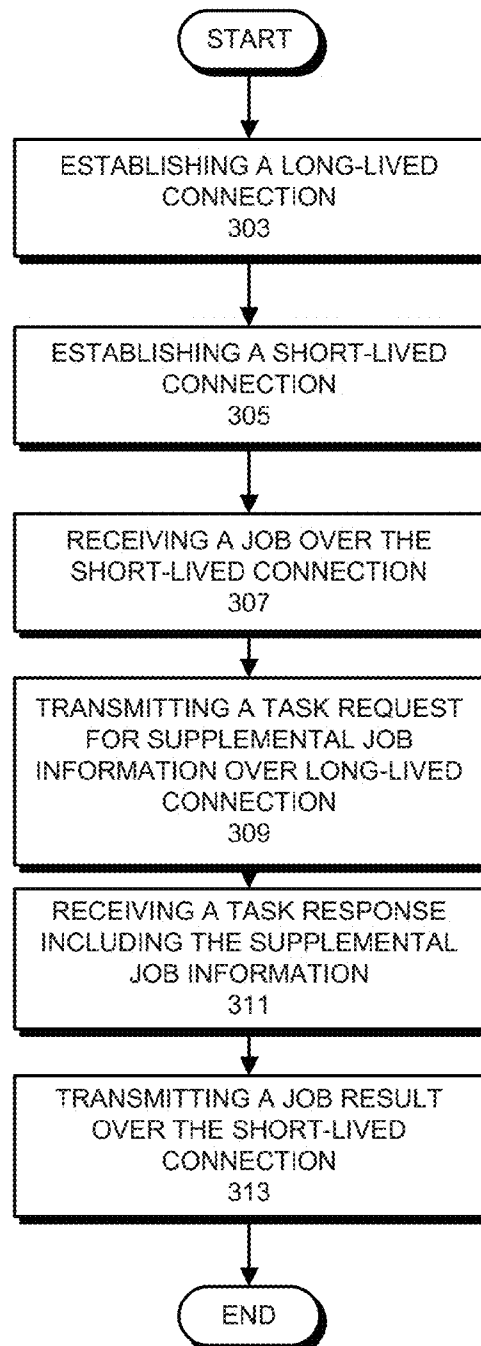 START
ESTABLISHING A LONG-LIVED
CONNECTION
303
ESTABLISHING A SHORT-LIVED
CONNECTION
305
RECEIVING A JOB OVER THE
SHORT-LIVED CONNECTION
307
TRANSMITTING A TASK REQUEST
FOR SUPPLEMENTAL JOB
INFORMATION OVER LONG-LIVED
CONNECTION
309
RECEIVING A TASK RESPONSE
INCLUDING THE SUPPLEMENTAL
JOB INFORMATION
311
TRANSMITTING A JOB RESULT
OVER THE SHORT-LIVED
CONNECTION
313
END